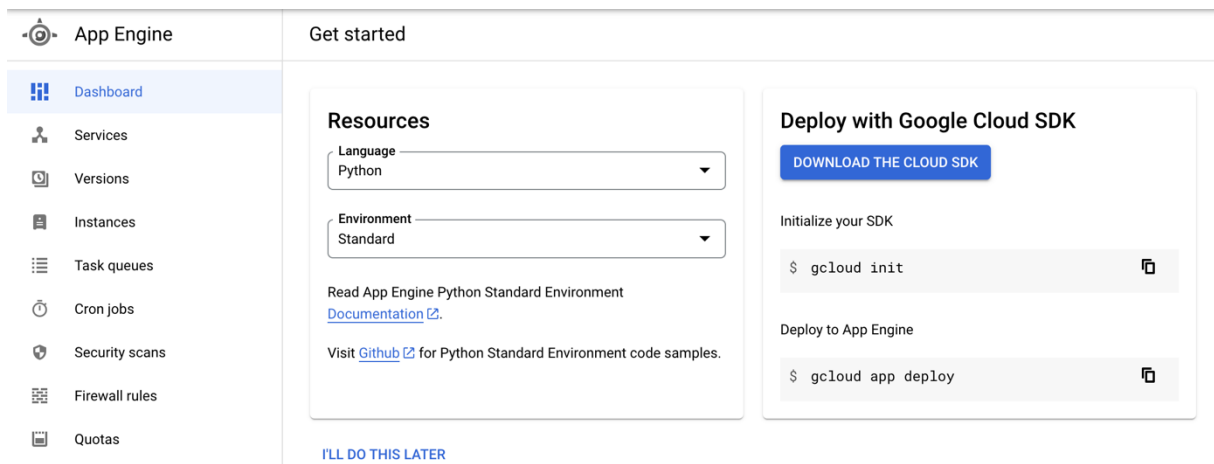 App Engine
Get started
Dashboard
Services
Versions
Instances
Task queues
Cron jobs
Security scans
Firewall rules
Quotas
Resources
Language
Python
Environment
Standard
Read App Engine Python Standard Environment
Documentation.
Visit Github for Python Standard Environment code samples.
I'LL DO THIS LATER
Deploy with Google Cloud SDK
DOWNLOAD THE CLOUD SDK
Initialize your SDK
$ gcloud init
Deploy to App Engine
$ gcloud app deploy